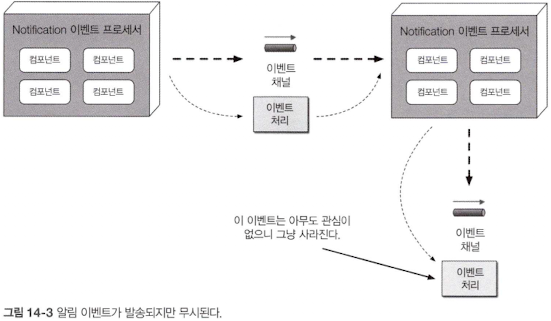 Notification 이벤트 프로세서
컴포넌트
컴포넌트
컴포넌트
컴포넌트
이벤트
채널
이벤트
처리
Notification 이벤트 프로세서
컴포넌트
컴포넌트
컴포넌트
컴포넌트
이 이벤트는 아무도 관심이
없으니 그냥 사라진다.
이벤트
채널
이벤트
처리
그림 14-3 알림 이벤트가 발송되지만 무시된다.